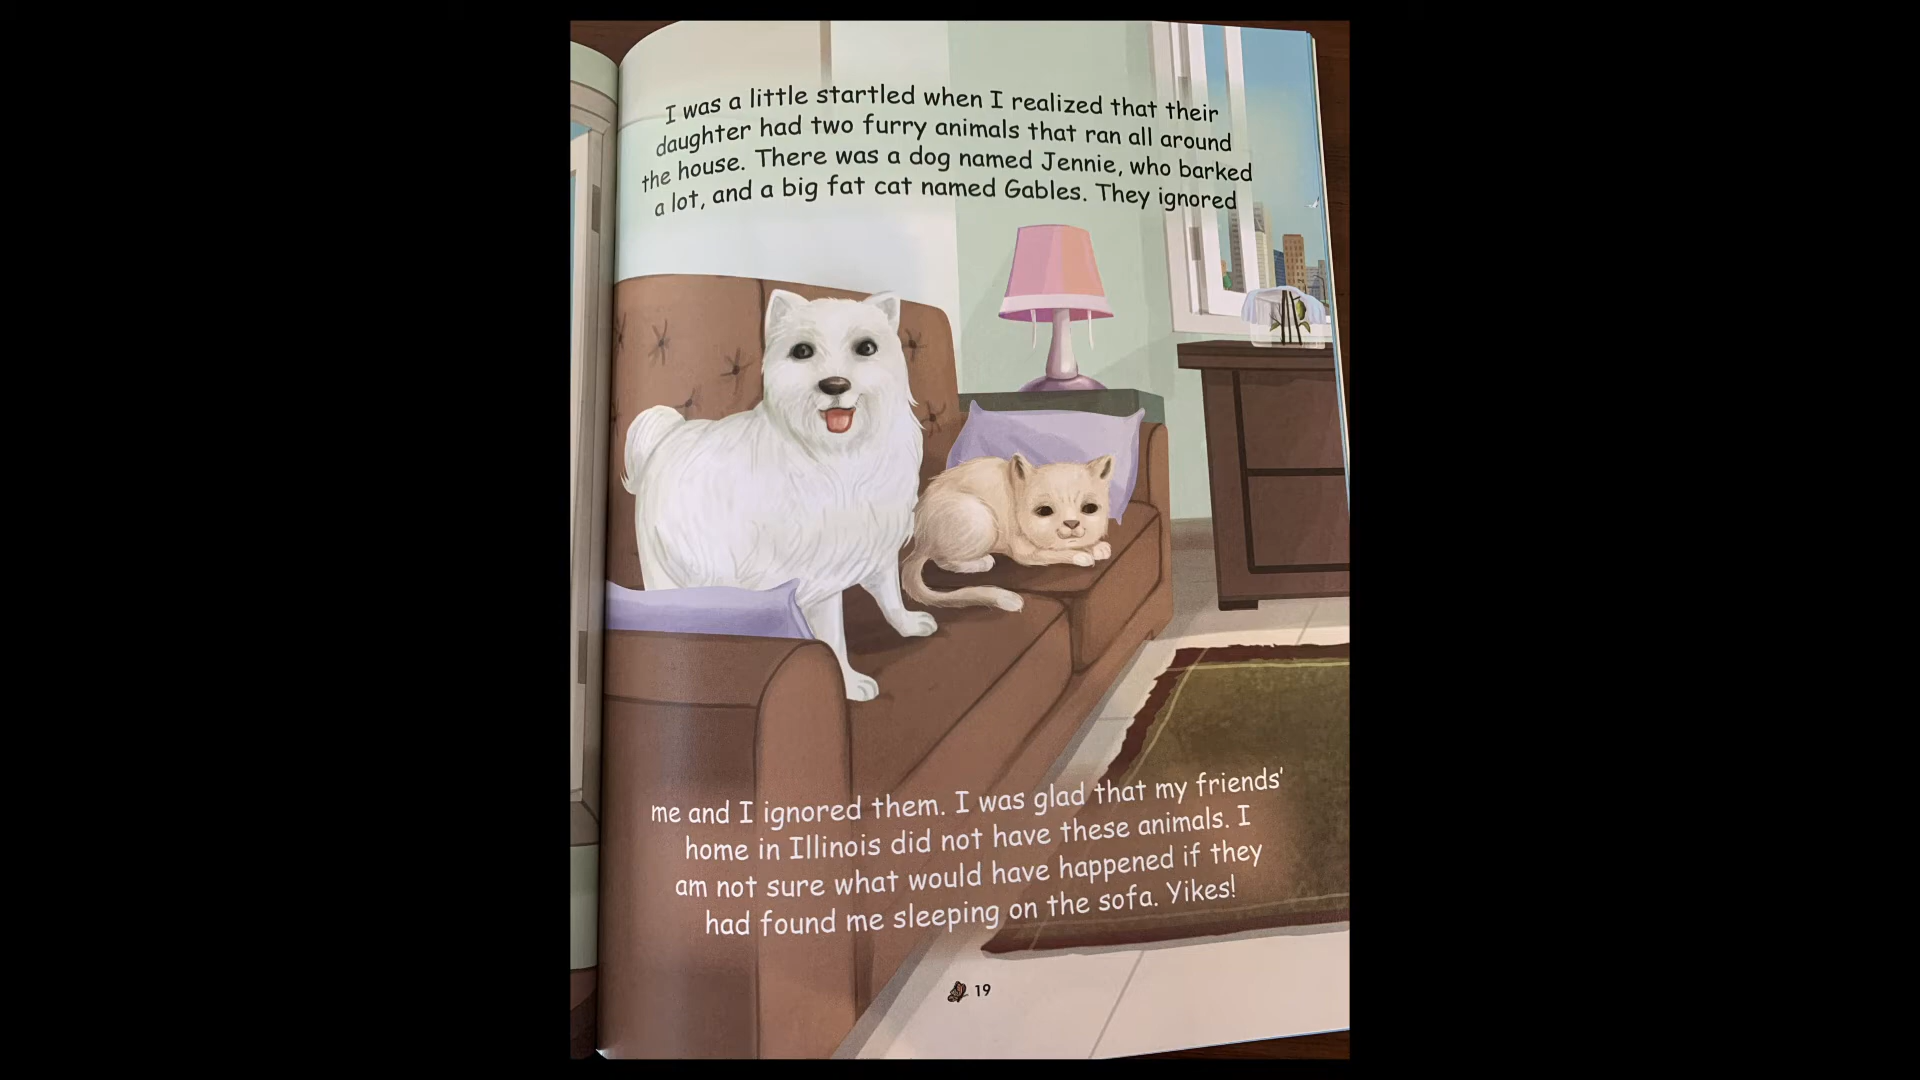 I was a little startled when I realized that their
daughter had two furry animals that ran all around
the house. There was a dog named Jennie, who barked
a lot, and a big fat cat named Gables. They ignored
me and I ignored them. I was glad that my friends'
home in Illinois did not have these animals. I
am not sure what would have happened if they
had found me sleeping on the sofa. Yikes!
19